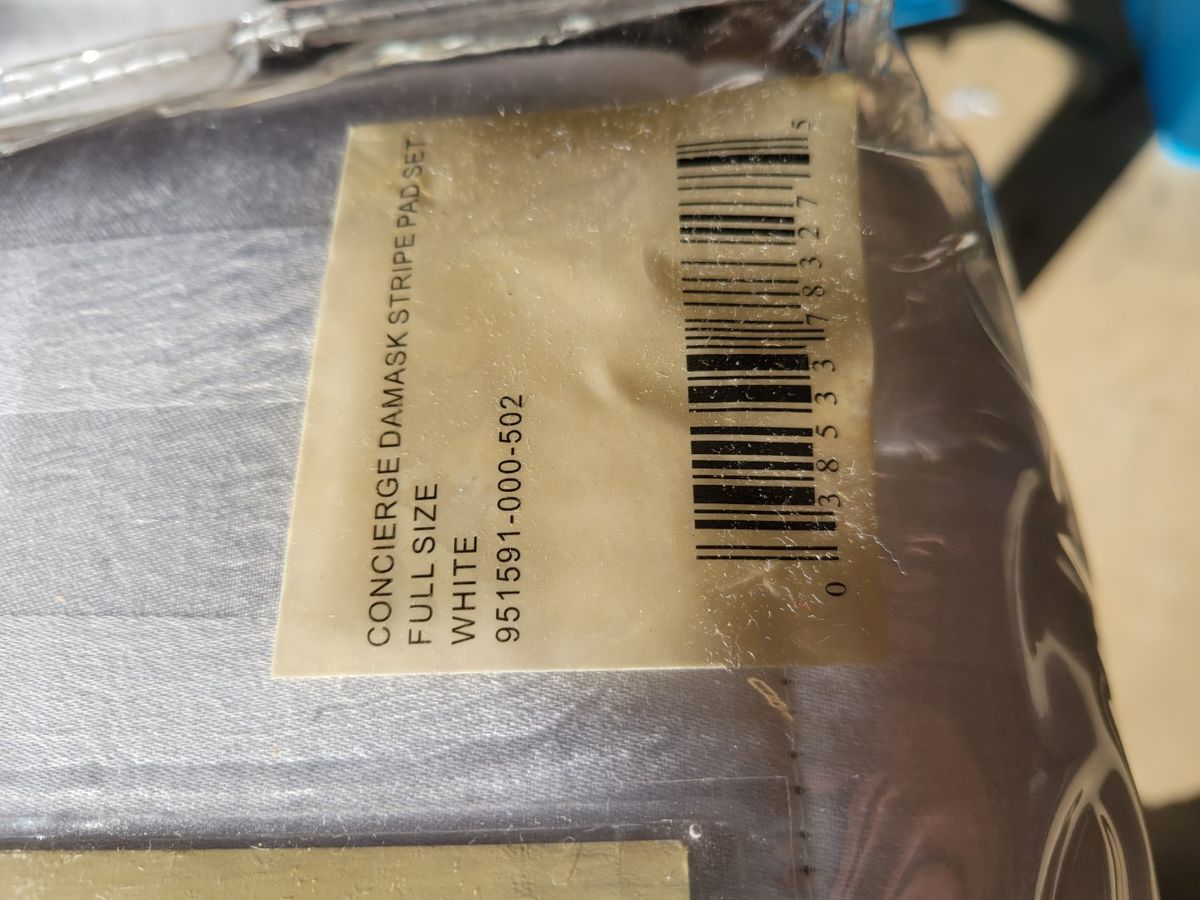 CONCIERGE DAMASK STRIPE PAD SET
FULL SIZE
WHITE
951591-000-502
0 38533 78327 5